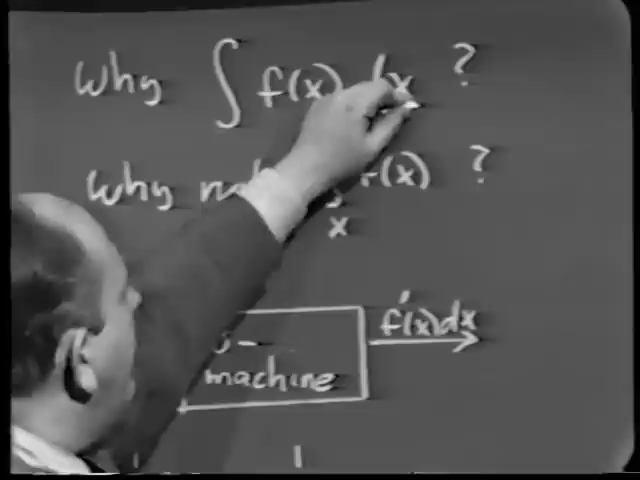 Why ∫ f(x) dx ?
Why f(x) ?
x
f'(x)dx
machine